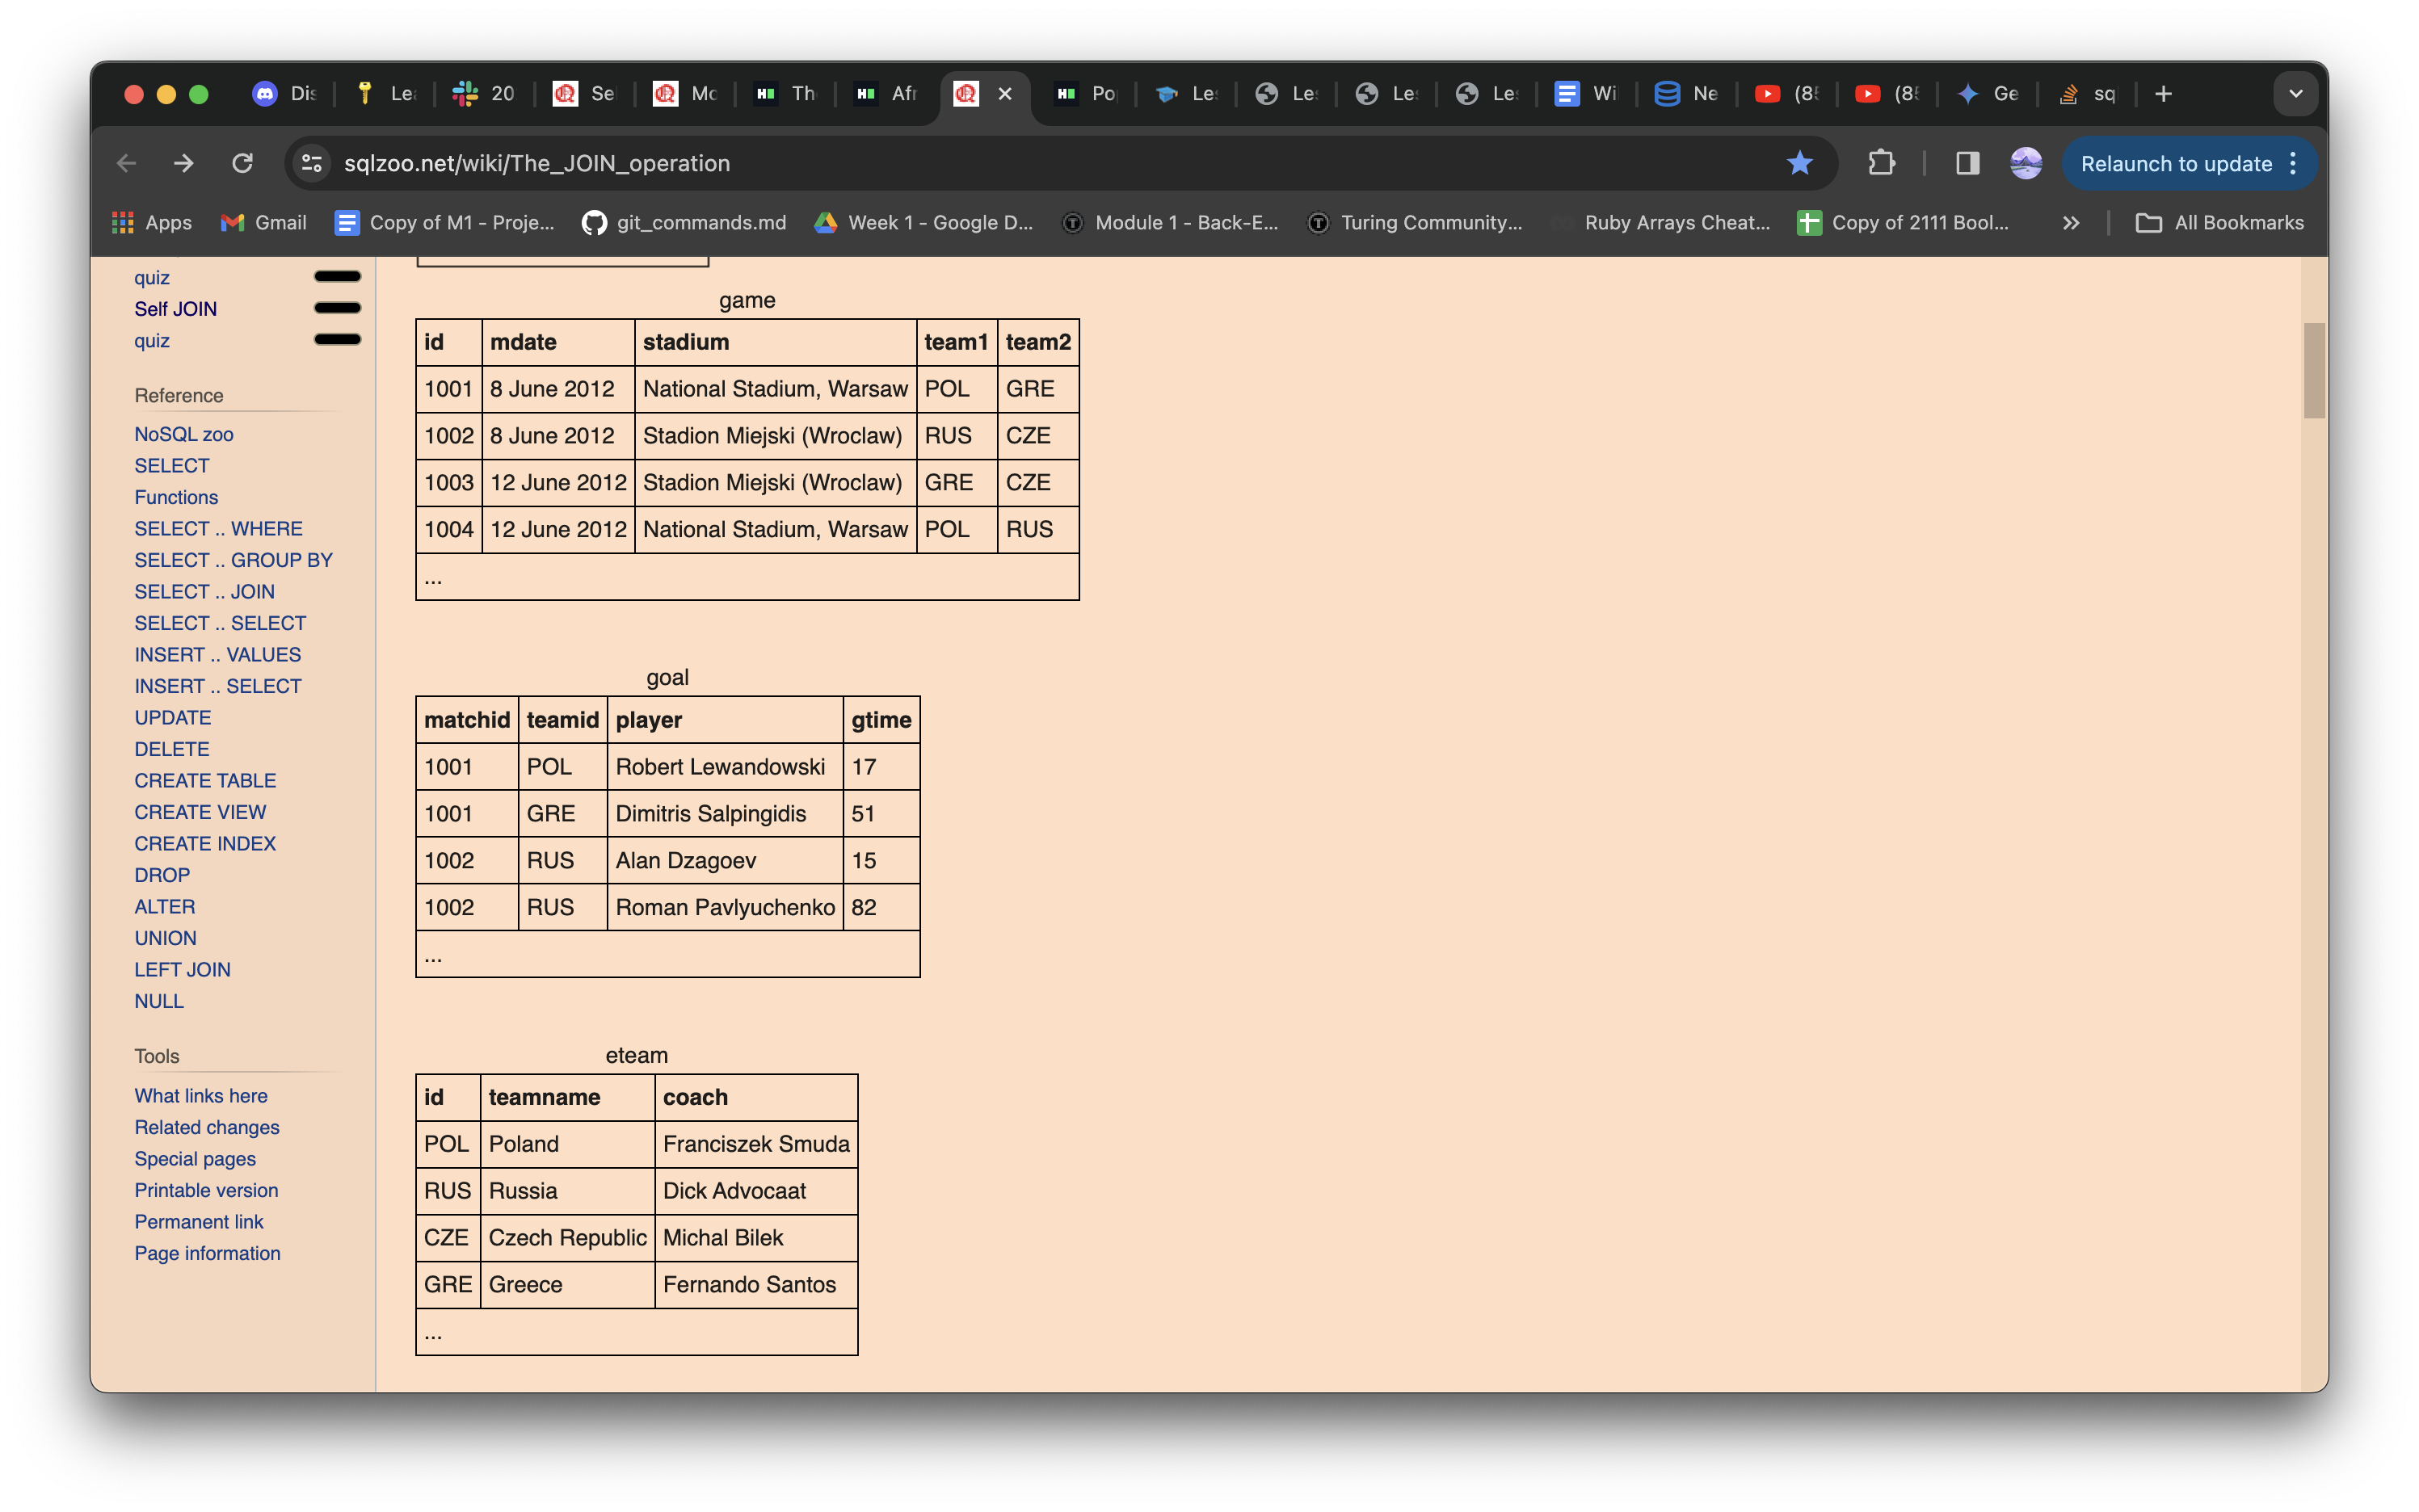 Dis
Le
20
Se
Mc
Th
Afr
Po
Le
Le
Le
Le
Wi
Ne
(8
(8
Ge
sq
sqlzoo.net/wiki/The_JOIN_operation
Relaunch to update
Apps
Gmail
Copy of M1 - Proje...
git_commands.md
Week 1 - Google D...
Module 1 - Back-E...
Turing Community...
Ruby Arrays Cheat...
Copy of 2111 Bool...
All Bookmarks
quiz
Self JOIN
quiz
Reference
NoSQL zoo
SELECT
Functions
SELECT .. WHERE
SELECT .. GROUP BY
SELECT .. JOIN
SELECT .. SELECT
INSERT .. VALUES
INSERT .. SELECT
UPDATE
DELETE
CREATE TABLE
CREATE VIEW
CREATE INDEX
DROP
ALTER
UNION
LEFT JOIN
NULL
Tools
What links here
Related changes
Special pages
Printable version
Permanent link
Page information
game
id mdate stadium team1 team2
1001 8 June 2012 National Stadium, Warsaw POL GRE
1002 8 June 2012 Stadion Miejski (Wroclaw) RUS CZE
1003 12 June 2012 Stadion Miejski (Wroclaw) GRE CZE
1004 12 June 2012 National Stadium, Warsaw POL RUS
...
goal
matchid teamid player gtime
1001 POL Robert Lewandowski 17
1001 GRE Dimitris Salpingidis 51
1002 RUS Alan Dzagoev 15
1002 RUS Roman Pavlyuchenko 82
...
eteam
id teamname coach
POL Poland Franciszek Smuda
RUS Russia Dick Advocaat
CZE Czech Republic Michal Bilek
GRE Greece Fernando Santos
...